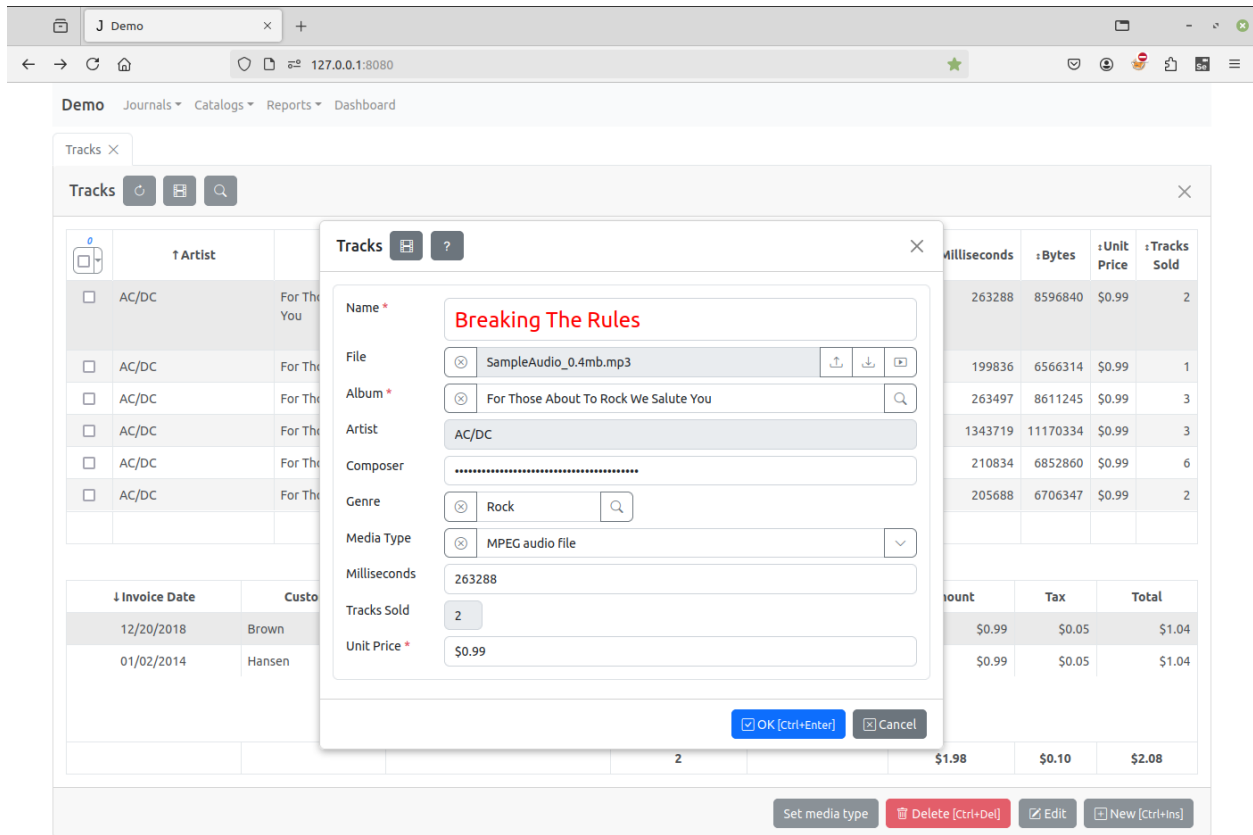 J Demo
127.0.0.1:8080
Demo Journals Catalogs Reports Dashboard
Tracks
Tracks
0
↑Artist Milliseconds ↕Bytes ↕Unit Price ↕Tracks Sold
AC/DC For Tho You 263288 8596840 $0.99 2
AC/DC For Tho 199836 6566314 $0.99 1
AC/DC For Tho 263497 8611245 $0.99 3
AC/DC For Tho 1343719 11170334 $0.99 3
AC/DC For Tho 210834 6852860 $0.99 6
AC/DC For Tho 205688 6706347 $0.99 2
Tracks ?
Name * Breaking The Rules
File SampleAudio_0.4mb.mp3
Album * For Those About To Rock We Salute You
Artist AC/DC
Composer •••••••••••••••••••••••••••••••••••••••••
Genre Rock
Media Type MPEG audio file
Milliseconds 263288
Tracks Sold 2
Unit Price * $0.99
OK [Ctrl+Enter] Cancel
↓Invoice Date Custo ount Tax Total
12/20/2018 Brown $0.99 $0.05 $1.04
01/02/2014 Hansen $0.99 $0.05 $1.04
2 $1.98 $0.10 $2.08
Set media type Delete [Ctrl+Del] Edit New [Ctrl+Ins]